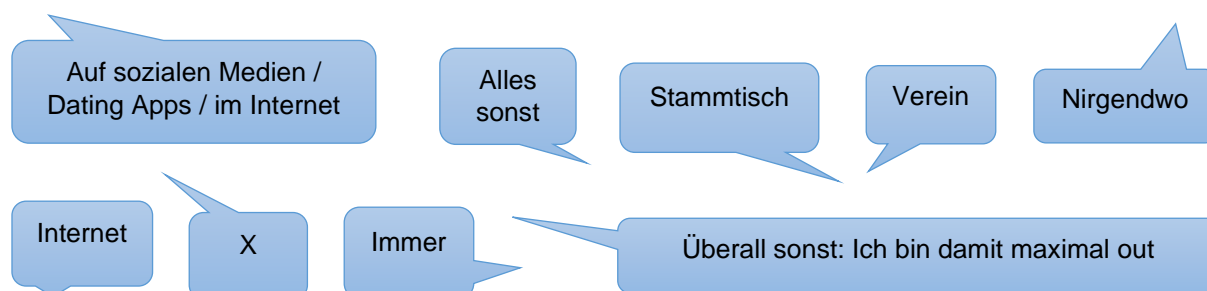 Auf sozialen Medien /
Dating Apps / im Internet
Alles
sonst
Stammtisch
Verein
Nirgendwo
Internet
X
Immer
Überall sonst: Ich bin damit maximal out